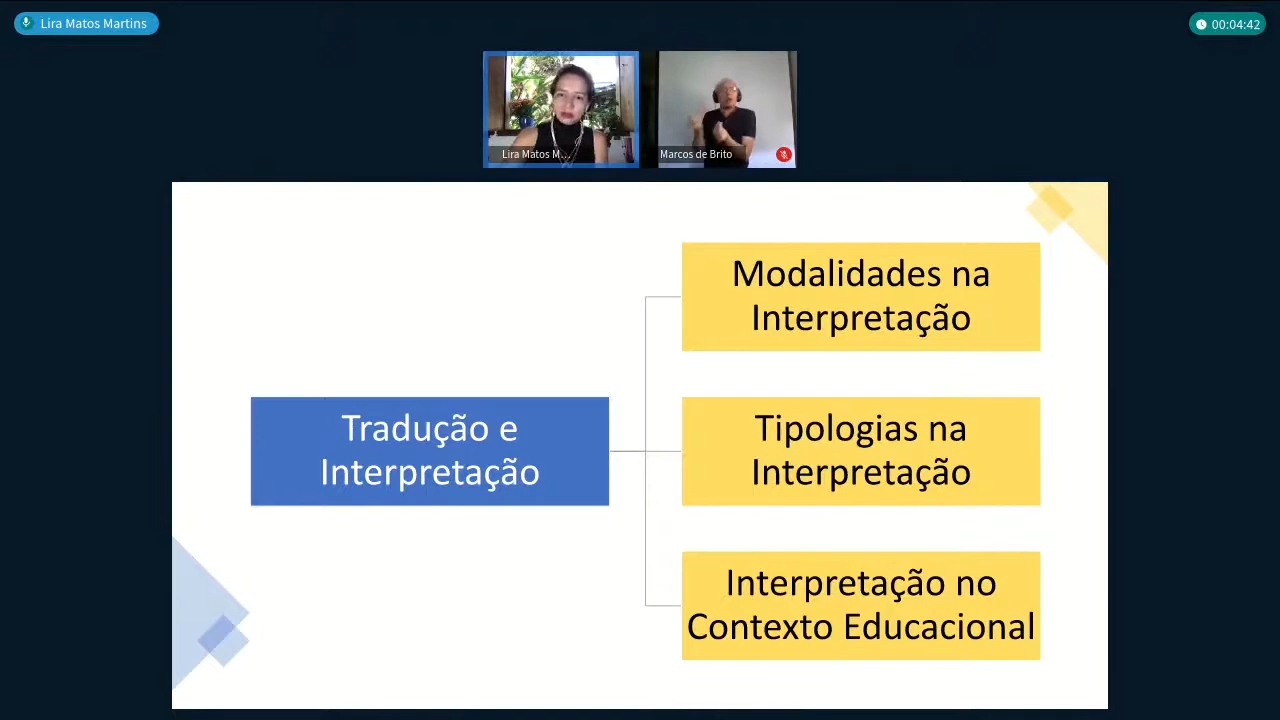 Lira Matos Martins
00:04:42
Lira Matos M...
Marcos de Brito
Modalidades na
Interpretação
Tradução e
Interpretação
Tipologias na
Interpretação
Interpretação no
Contexto Educacional